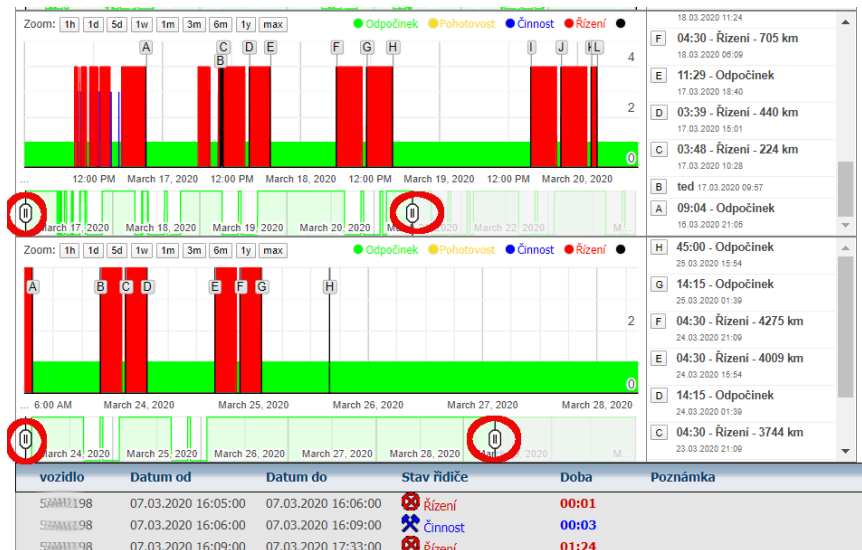 Zoom: 1h 1d 5d 1w 1m 3m 6m 1y max
Odpočinek Pohotovost Činnost Řízení
A B C D E F G H I J K L
4
2
0
... 12:00 PM March 17, 2020 12:00 PM March 18, 2020 12:00 PM March 19, 2020 12:00 PM March 20, 2020
March 17, 2020 March 18, 2020 March 19, 2020 March 20, 2020 2020 March 22, 2020 M...
18.03.2020 11:24
F 04:30 - Řízení - 705 km
18.03.2020 06:09
E 11:29 - Odpočinek
17.03.2020 18:40
D 03:39 - Řízení - 440 km
17.03.2020 15:01
C 03:48 - Řízení - 224 km
17.03.2020 10:28
B ted 17.03.2020 09:57
A 09:04 - Odpočinek
16.03.2020 21:05
Zoom: 1h 1d 5d 1w 1m 3m 6m 1y max
Odpočinek Pohotovost Činnost Řízení
A B C D E F G H
2
0
... 6:00 AM March 24, 2020 March 25, 2020 March 26, 2020 March 27, 2020 March 28, 2020
March 24, 2020 March 25, 2020 March 26, 2020 March 27, 2020 March 28, 2020 2020 M...
H 45:00 - Odpočinek
25.03.2020 15:54
G 14:15 - Odpočinek
25.03.2020 01:39
F 04:30 - Řízení - 4275 km
24.03.2020 21:09
E 04:30 - Řízení - 4009 km
24.03.2020 15:54
D 14:15 - Odpočinek
24.03.2020 01:39
C 04:30 - Řízení - 3744 km
23.03.2020 21:09
vozidlo Datum od Datum do Stav řidiče Doba Poznámka
198 07.03.2020 16:05:00 07.03.2020 16:06:00 Řízení 00:01
198 07.03.2020 16:06:00 07.03.2020 16:09:00 Činnost 00:03
198 07.03.2020 16:09:00 07.03.2020 17:33:00 Řízení 01:24